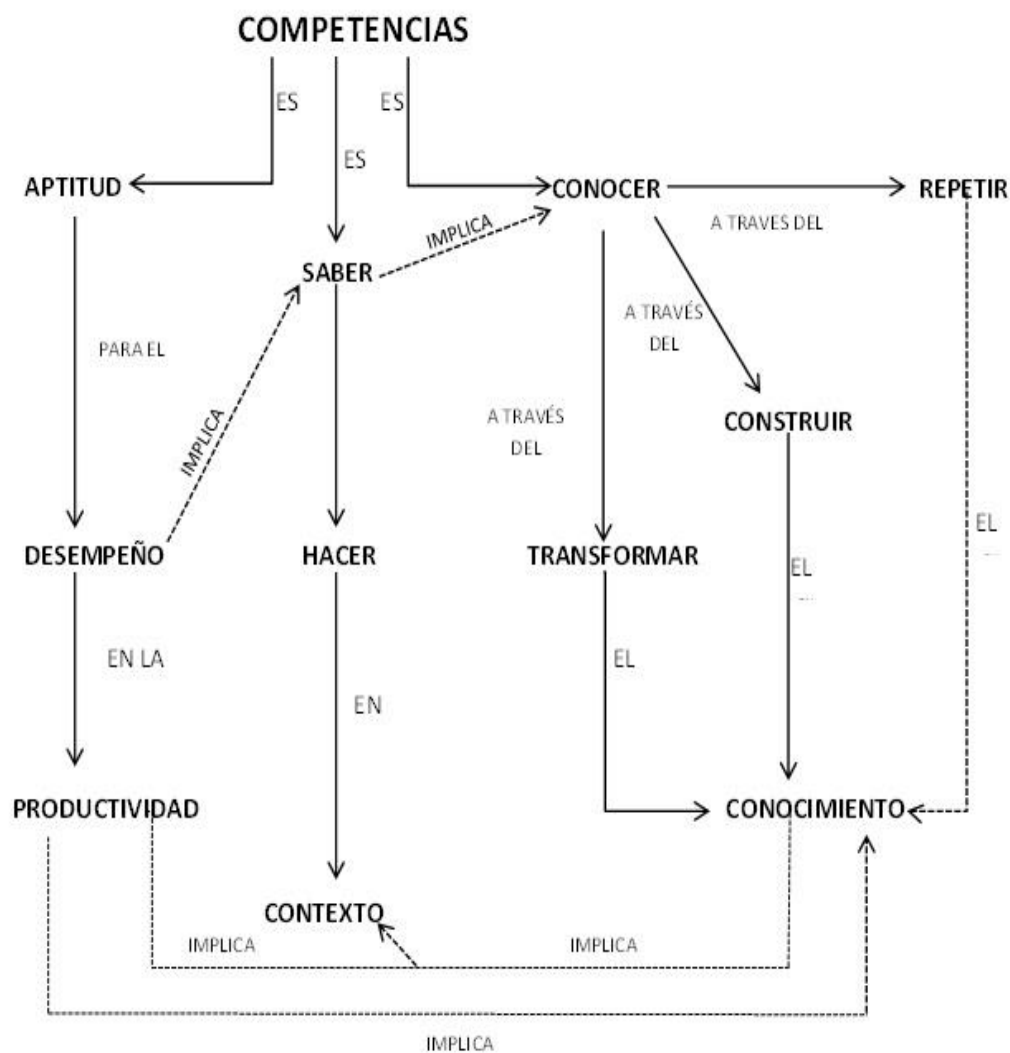 COMPETENCIAS
ES
ES
ES
APTITUD
CONOCER
REPETIR
A TRAVES DEL
IMPLICA
SABER
A TRAVÉS
DEL
PARA EL
IMPLICA
A TRAVÉS
DEL
CONSTRUIR
EL
DESEMPEÑO
HACER
TRANSFORMAR
EL
EN LA
EN
EL
PRODUCTIVIDAD
CONOCIMIENTO
CONTEXTO
IMPLICA
IMPLICA
IMPLICA